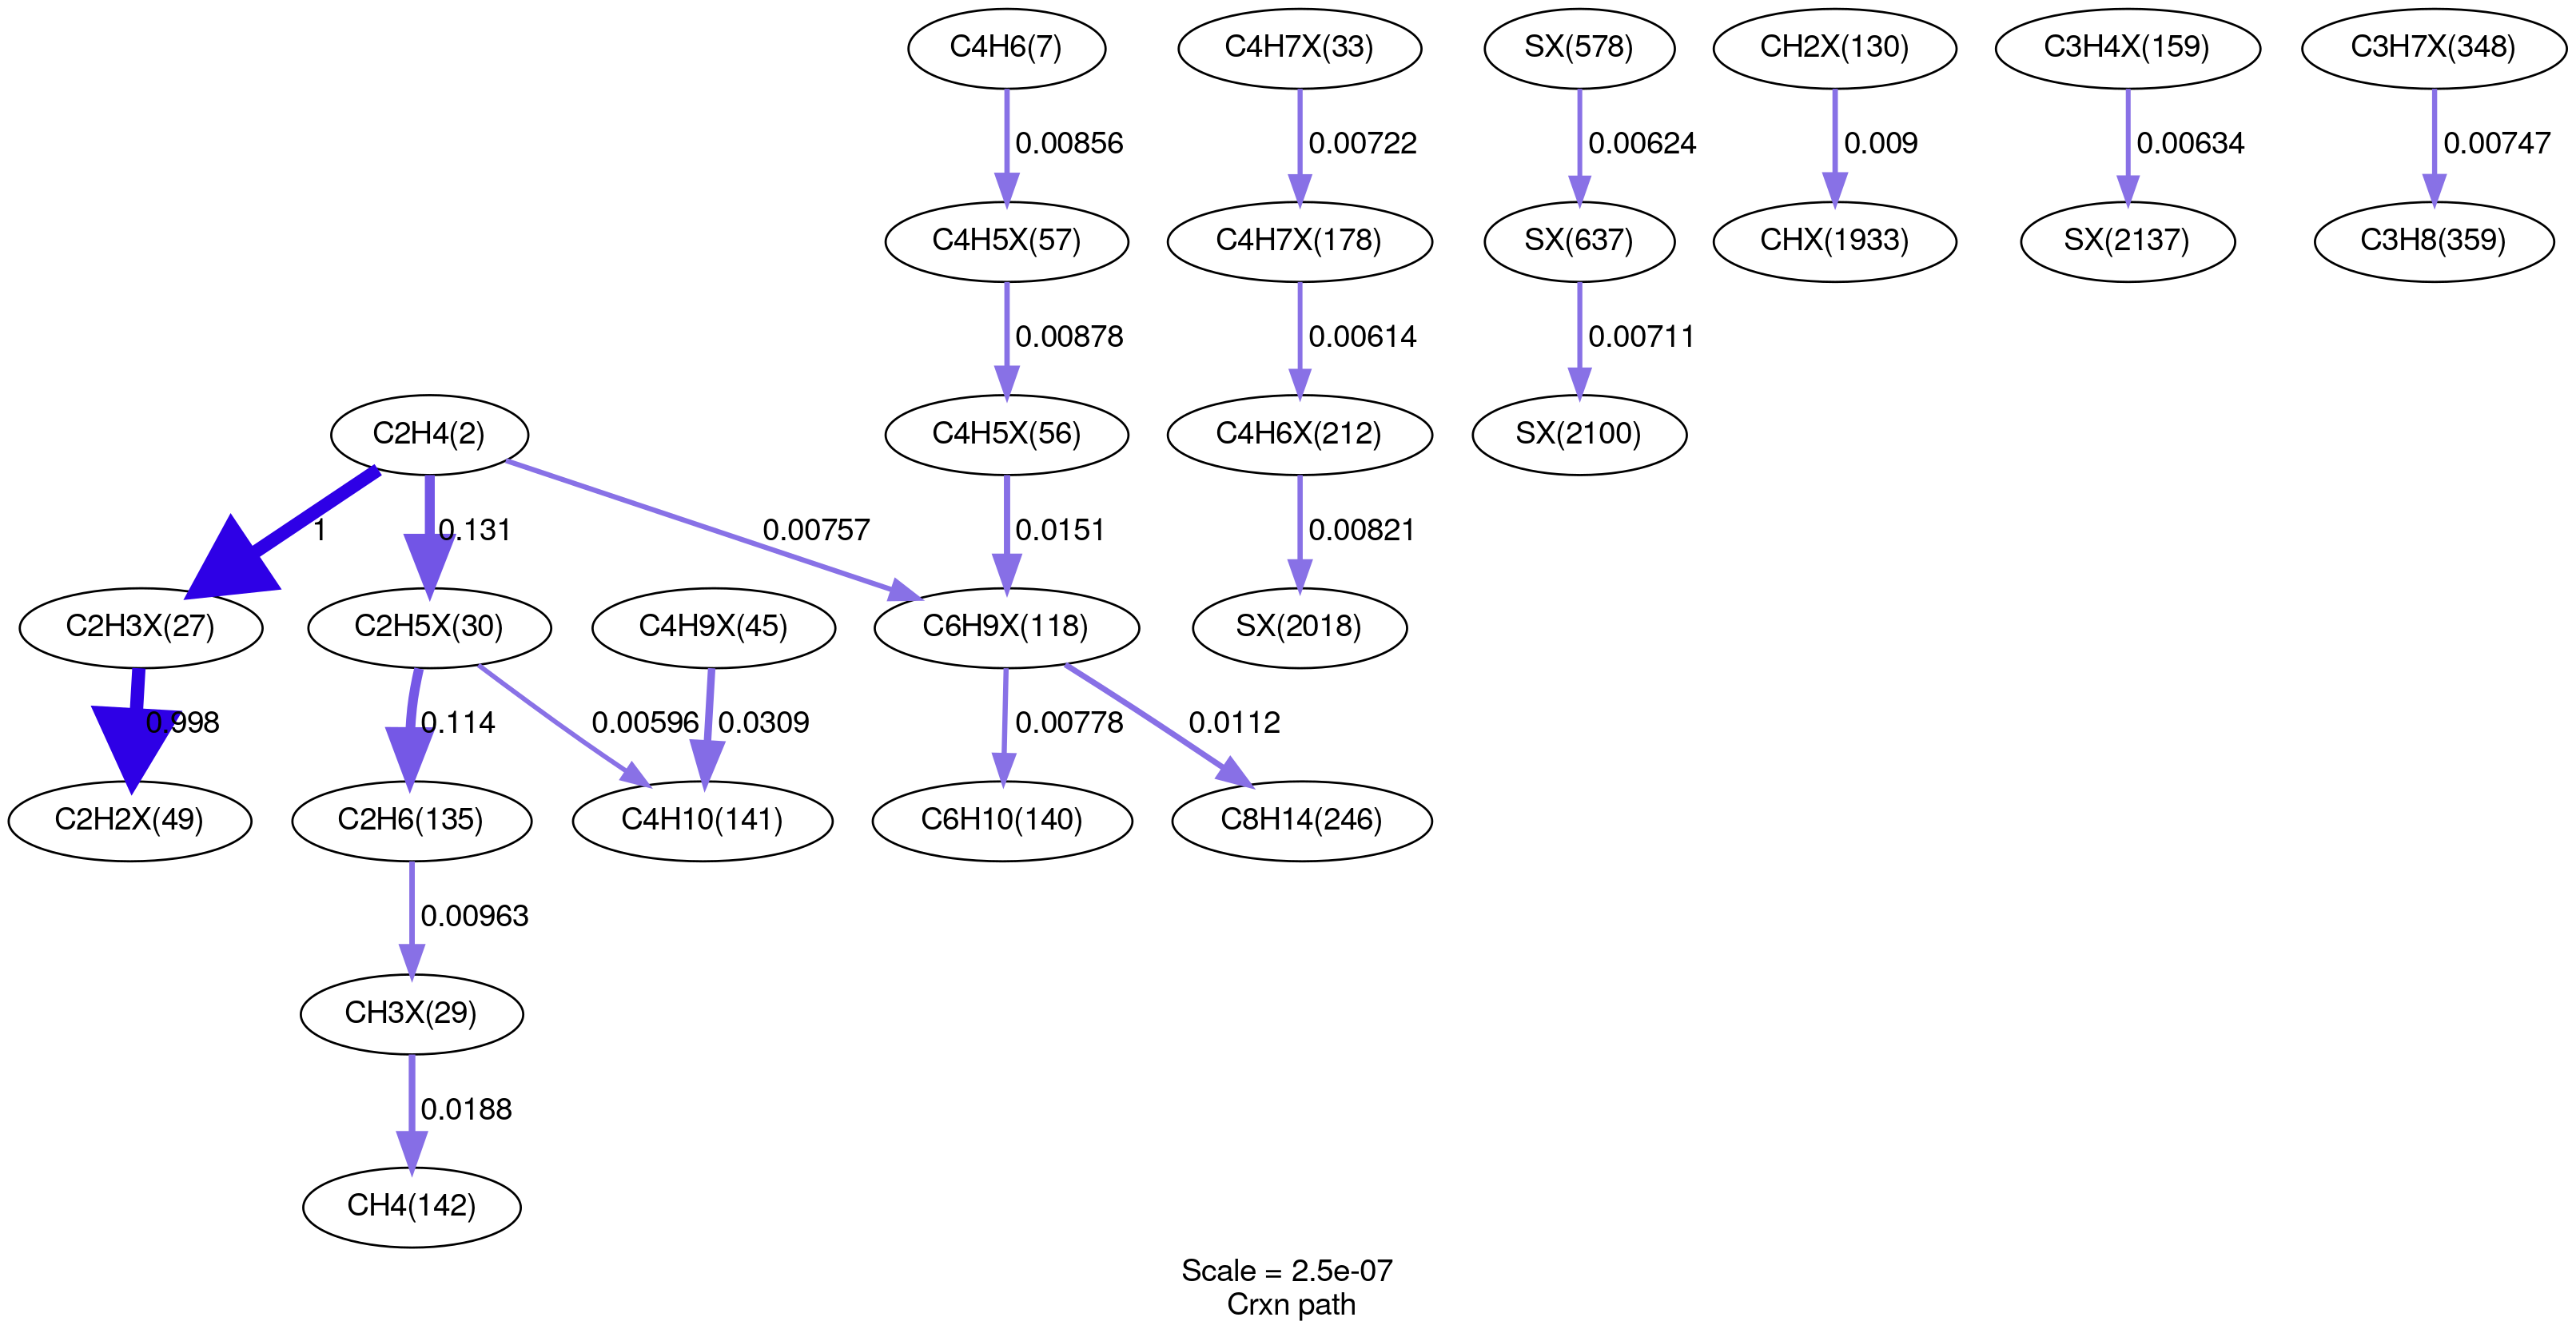 C4H6(7)
C4H7X(33)
SX(578)
CH2X(130)
C3H4X(159)
C3H7X(348)
0.00856
0.00722
0.00624
0.009
0.00634
0.00747
C4H5X(57)
C4H7X(178)
SX(637)
CHX(1933)
SX(2137)
C3H8(359)
0.00878
0.00614
0.00711
C2H4(2)
C4H5X(56)
C4H6X(212)
SX(2100)
1
0.131
0.00757
0.0151
0.00821
C2H3X(27)
C2H5X(30)
C4H9X(45)
C6H9X(118)
SX(2018)
0.998
0.114
0.00596
0.0309
0.00778
0.0112
C2H2X(49)
C2H6(135)
C4H10(141)
C6H10(140)
C8H14(246)
0.00963
CH3X(29)
0.0188
CH4(142)
Scale = 2.5e-07
Crxn path